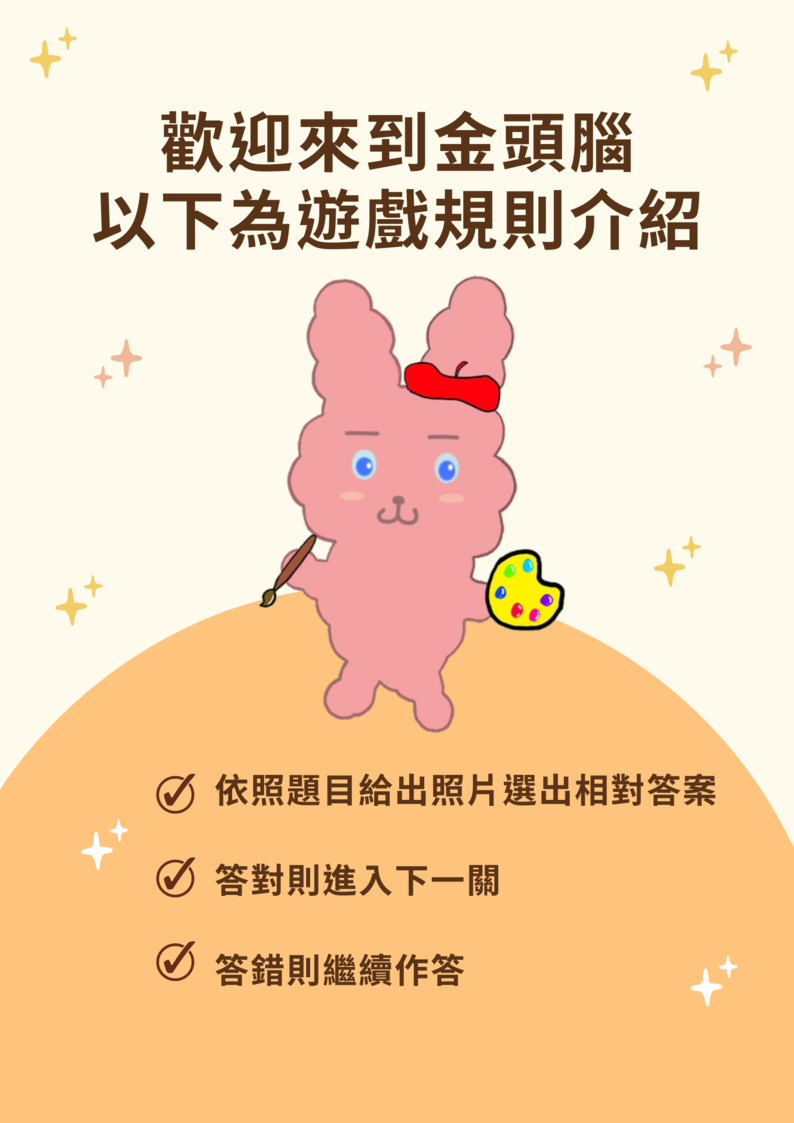 歡迎來到金頭腦
以下為遊戲規則介紹
依照題目給出照片選出相對答案
答對則進入下一關
答錯則繼續作答